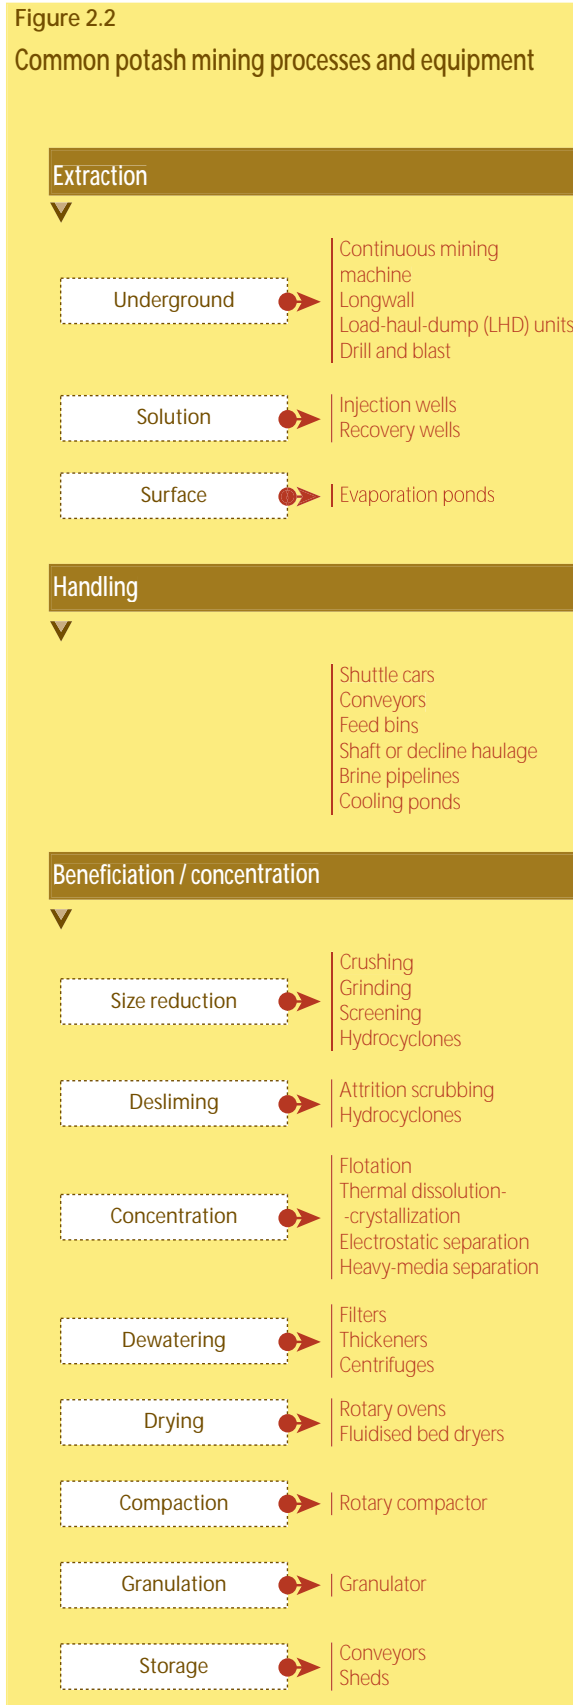 Figure 2.2
Common potash mining processes and equipment
Extraction
Underground
Continuous mining
machine
Longwall
Load-haul-dump (LHD) units
Drill and blast
Solution
Injection wells
Recovery wells
Surface
Evaporation ponds
Handling
Shuttle cars
Conveyors
Feed bins
Shaft or decline haulage
Brine pipelines
Cooling ponds
Beneficiation / concentration
Size reduction
Crushing
Grinding
Screening
Hydrocyclones
Desliming
Attrition scrubbing
Hydrocyclones
Concentration
Flotation
Thermal dissolution-
-crystallization
Electrostatic separation
Heavy-media separation
Dewatering
Filters
Thickeners
Centrifuges
Drying
Rotary ovens
Fluidised bed dryers
Compaction
Rotary compactor
Granulation
Granulator
Storage
Conveyors
Sheds